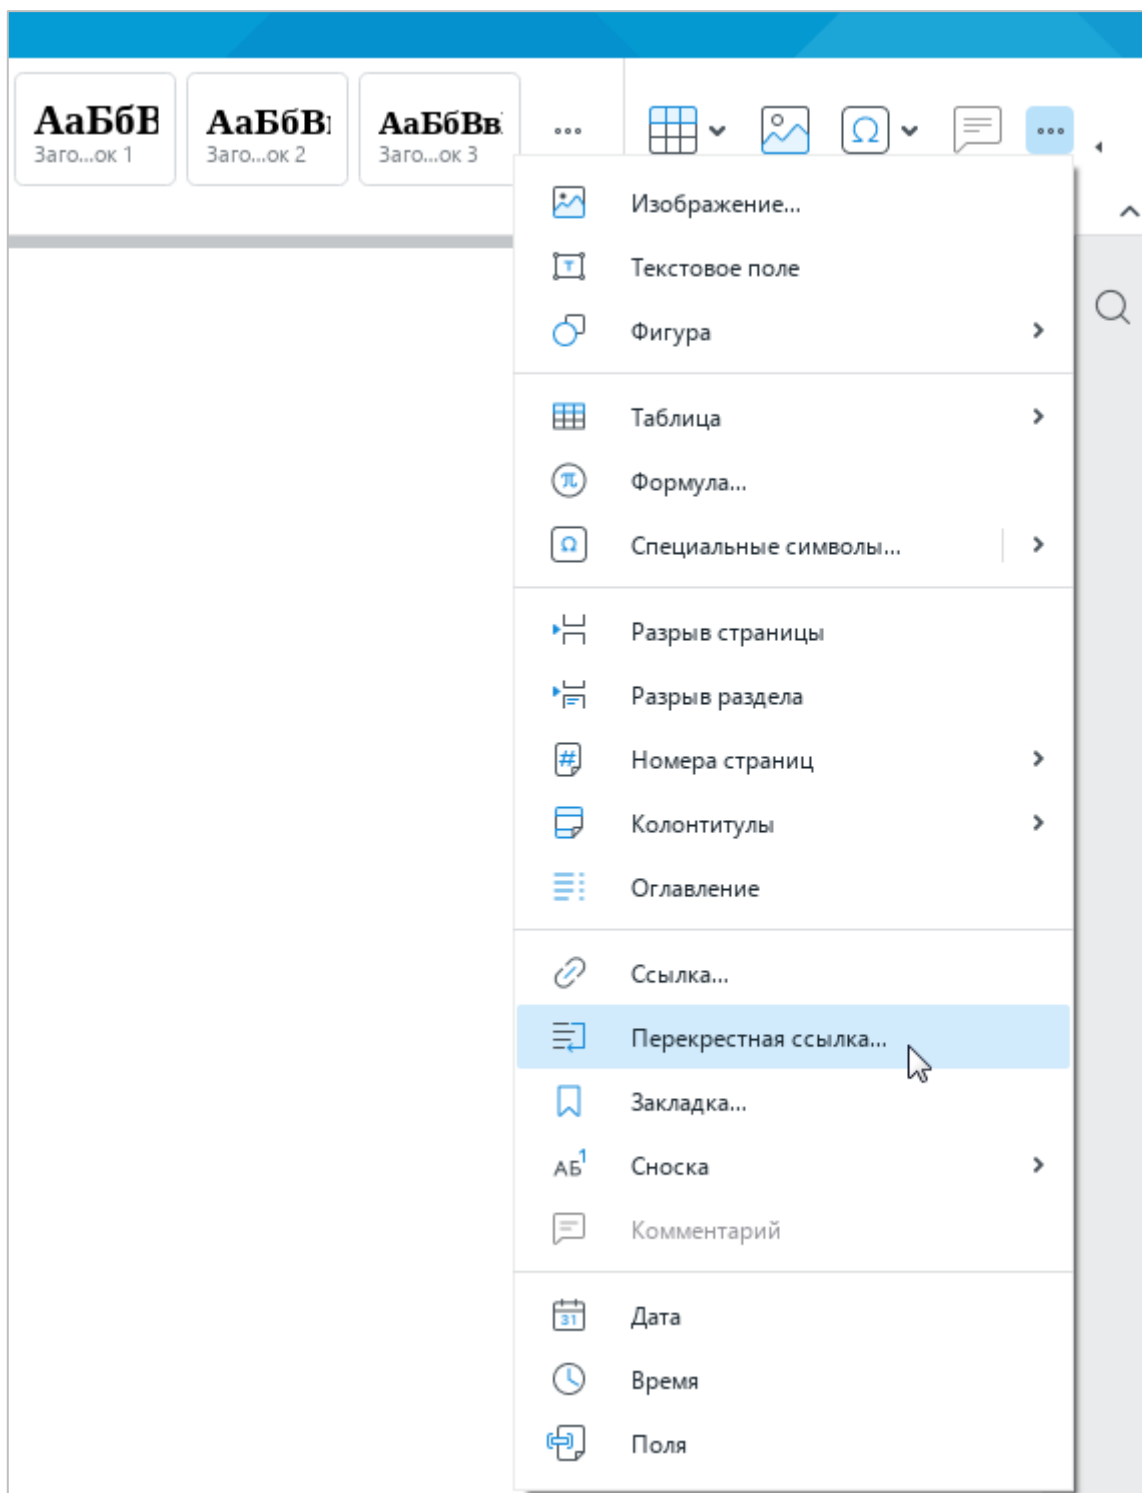 АаБбВ
Заго...ок 1
АаБбВ
Заго...ок 2
АаБбВв
Заго...ок 3
Ω
Изображение...
Т
Текстовое поле
Фигура
Таблица
π
Формула...
Ω
Специальные символы...
Разрыв страницы
Разрыв раздела
#
Номера страниц
Колонтитулы
Оглавление
Ссылка...
Перекрестная ссылка...
Закладка...
АБ1
Сноска
Комментарий
31
Дата
Время
Поля